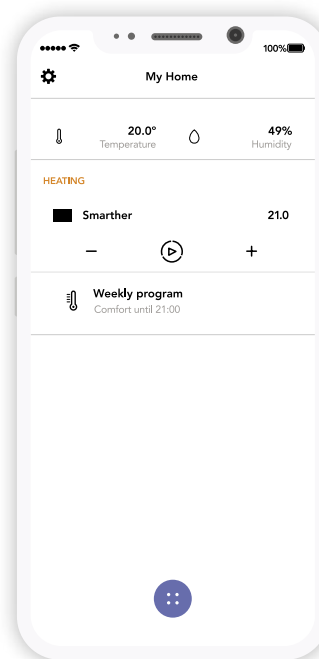 100%
My Home
20.0°
Temperature
49%
Humidity
HEATING
Smarther
21.0
Weekly program
Comfort until 21:00